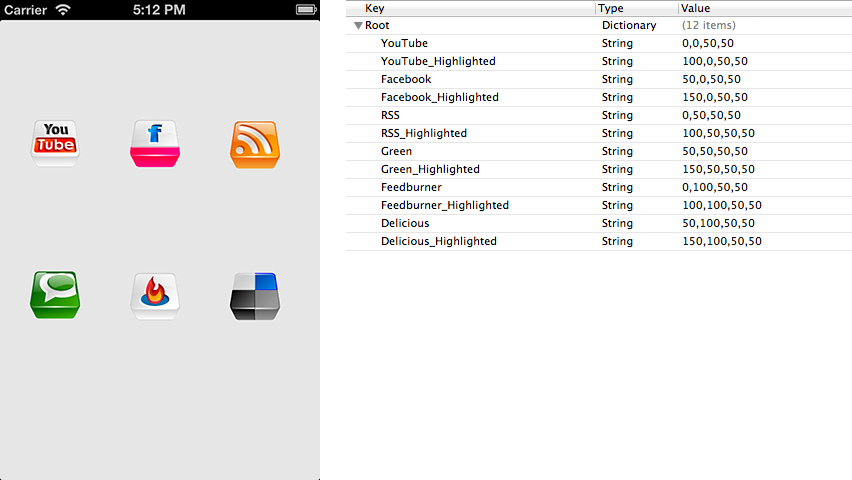 Carrier 5:12 PM
You
Tube
f
Key Type Value
Root Dictionary (12 items)
YouTube String 0,0,50,50
YouTube_Highlighted String 100,0,50,50
Facebook String 50,0,50,50
Facebook_Highlighted String 150,0,50,50
RSS String 0,50,50,50
RSS_Highlighted String 100,50,50,50
Green String 50,50,50,50
Green_Highlighted String 150,50,50,50
Feedburner String 0,100,50,50
Feedburner_Highlighted String 100,100,50,50
Delicious String 50,100,50,50
Delicious_Highlighted String 150,100,50,50